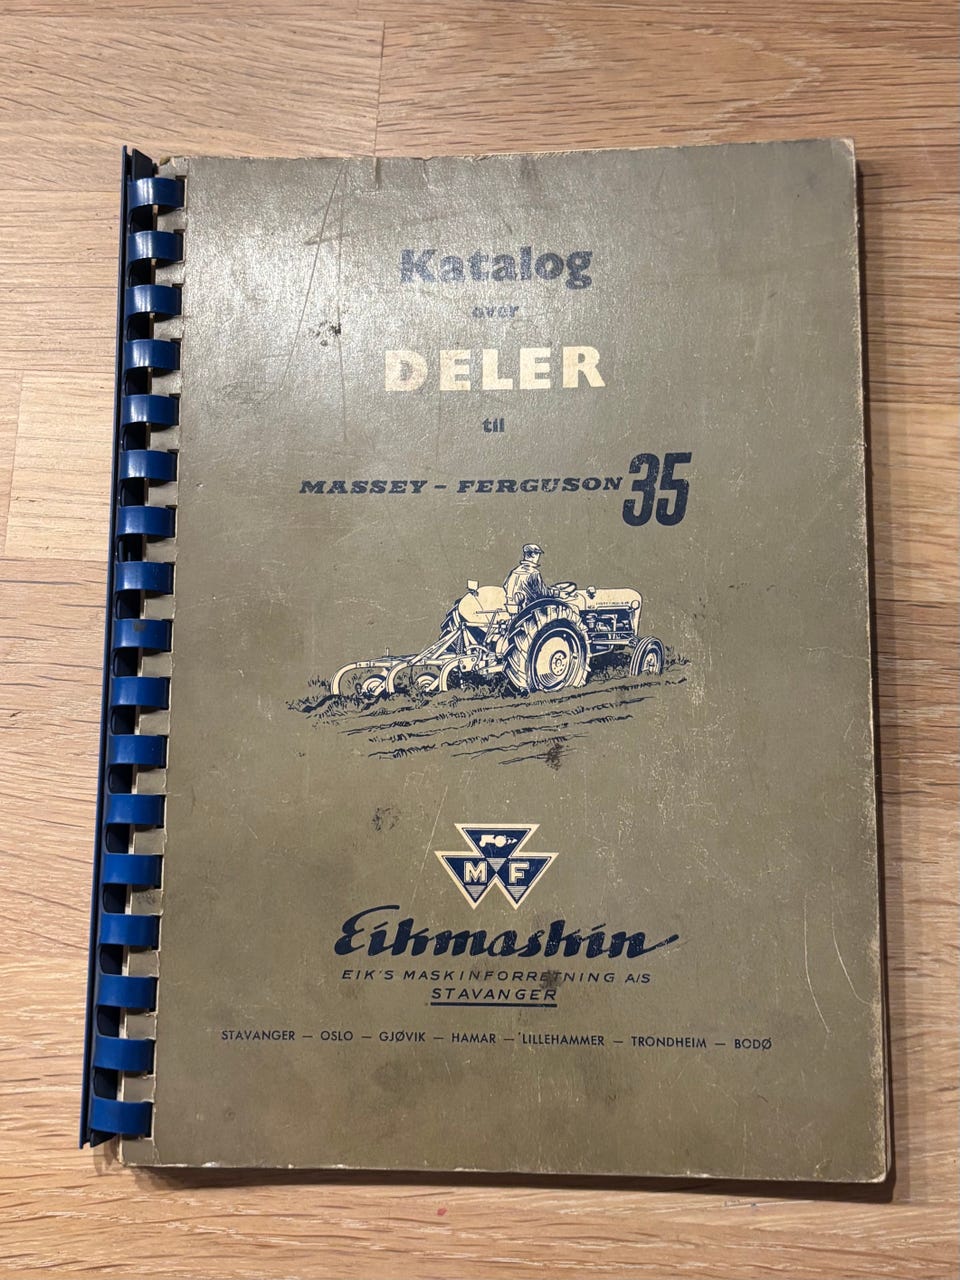 Katalog
over
DELER
til
MASSEY - FERGUSON 35
M F
Eikmaskin
EIK'S MASKINFORRETNING A/S
STAVANGER
STAVANGER — OSLO — GJØVIK — HAMAR — LILLEHAMMER — TRONDHEIM — BODØ